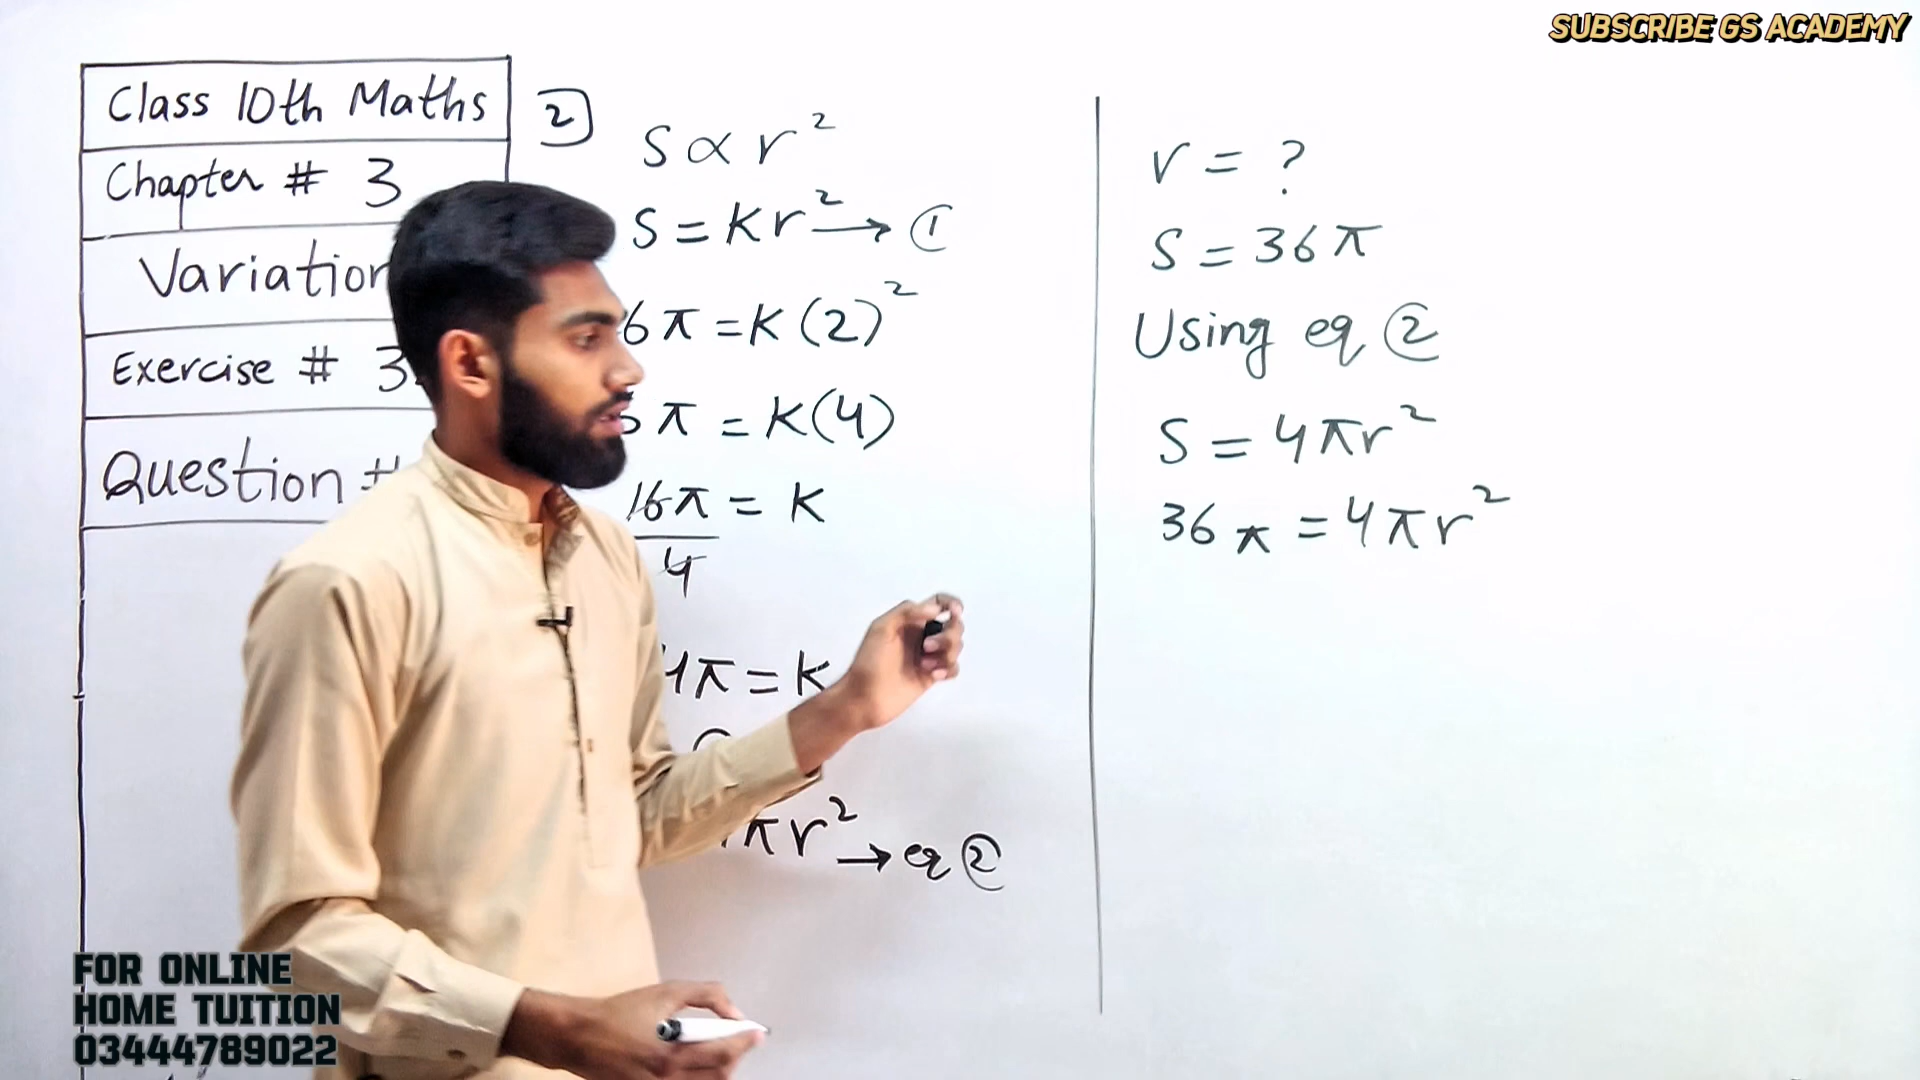 SUBSCRIBE GS ACADEMY
Class 10th Maths
Chapter # 3
Variation
Exercise # 3
Question #
2
S ∝ r²
S = Kr² → ①
6π = K(2)²
π = K(4)
16π = K
4
4π = K
πr² → eq ②
r = ?
S = 36π
Using eq ②
S = 4πr²
36π = 4πr²
FOR ONLINE
HOME TUITION
03444789022